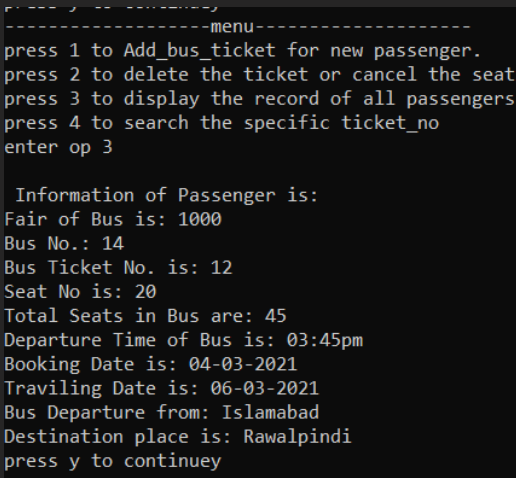 press y to continuey
-------------------menu--------------------
press 1 to Add_bus_ticket for new passenger.
press 2 to delete the ticket or cancel the seat
press 3 to display the record of all passengers
press 4 to search the specific ticket_no
enter op 3
Information of Passenger is:
Fair of Bus is: 1000
Bus No.: 14
Bus Ticket No. is: 12
Seat No is: 20
Total Seats in Bus are: 45
Departure Time of Bus is: 03:45pm
Booking Date is: 04-03-2021
Traviling Date is: 06-03-2021
Bus Departure from: Islamabad
Destination place is: Rawalpindi
press y to continuey